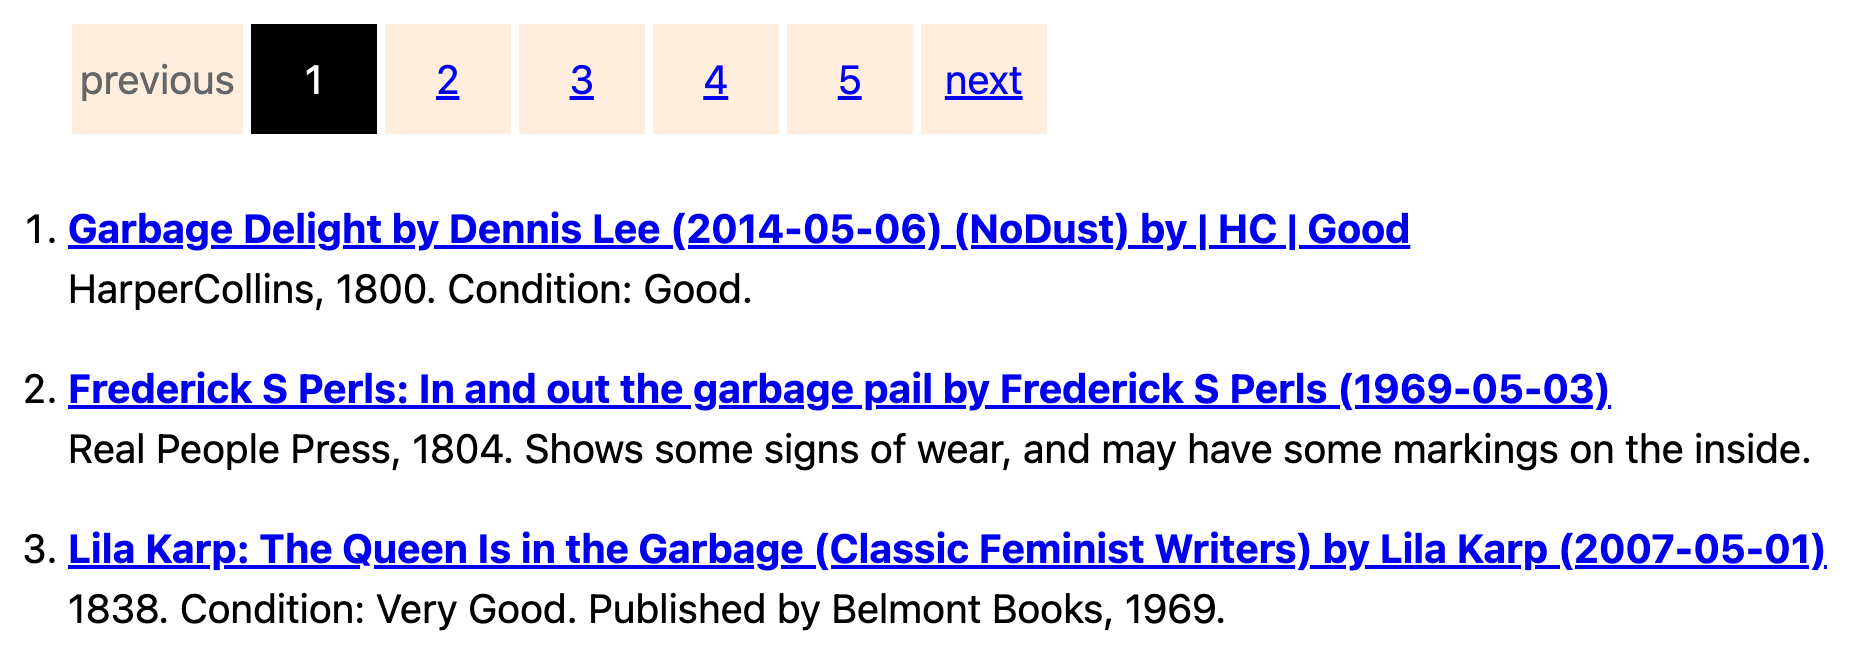 previous 1 2 3 4 5 next
1. Garbage Delight by Dennis Lee (2014-05-06) (NoDust) by | HC | Good
HarperCollins, 1800. Condition: Good.
2. Frederick S Perls: In and out the garbage pail by Frederick S Perls (1969-05-03)
Real People Press, 1804. Shows some signs of wear, and may have some markings on the inside.
3. Lila Karp: The Queen Is in the Garbage (Classic Feminist Writers) by Lila Karp (2007-05-01)
1838. Condition: Very Good. Published by Belmont Books, 1969.